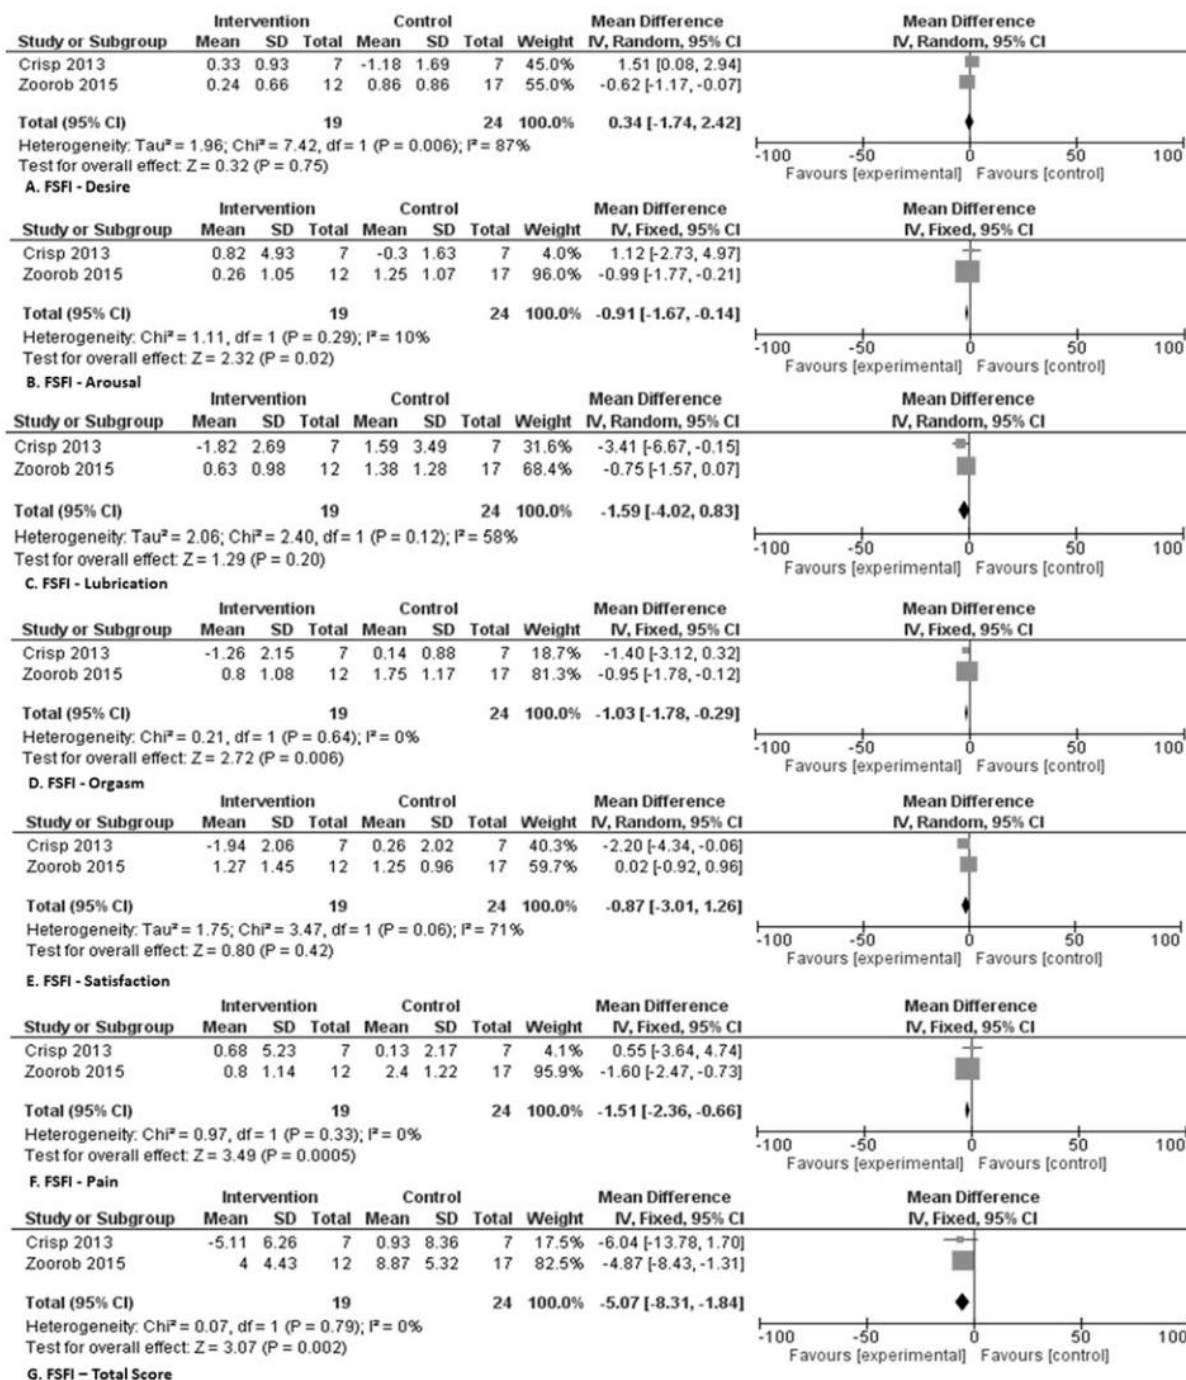 Intervention Control Mean Difference Mean Difference
Study or Subgroup Mean SD Total Mean SD Total Weight IV, Random, 95% CI IV, Random, 95% CI
Crisp 2013 0.33 0.93 7 -1.18 1.69 7 45.0% 1.51 [0.08, 2.94]
Zoorob 2015 0.24 0.66 12 0.86 0.86 17 55.0% -0.62 [-1.17, -0.07]
Total (95% CI) 19 24 100.0% 0.34 [-1.74, 2.42]
Heterogeneity: Tau² = 1.96; Chi² = 7.42, df = 1 (P = 0.006); I² = 87%
Test for overall effect: Z = 0.32 (P = 0.75)
-100 -50 0 50 100
Favours [experimental] Favours [control]
A. FSFI - Desire
Intervention Control Mean Difference Mean Difference
Study or Subgroup Mean SD Total Mean SD Total Weight IV, Fixed, 95% CI IV, Fixed, 95% CI
Crisp 2013 0.82 4.93 7 -0.3 1.63 7 4.0% 1.12 [-2.73, 4.97]
Zoorob 2015 0.26 1.05 12 1.25 1.07 17 96.0% -0.99 [-1.77, -0.21]
Total (95% CI) 19 24 100.0% -0.91 [-1.67, -0.14]
Heterogeneity: Chi² = 1.11, df = 1 (P = 0.29); I² = 10%
Test for overall effect: Z = 2.32 (P = 0.02)
-100 -50 0 50 100
Favours [experimental] Favours [control]
B. FSFI - Arousal
Intervention Control Mean Difference Mean Difference
Study or Subgroup Mean SD Total Mean SD Total Weight IV, Random, 95% CI IV, Random, 95% CI
Crisp 2013 -1.82 2.69 7 1.59 3.49 7 31.6% -3.41 [-6.67, -0.15]
Zoorob 2015 0.63 0.98 12 1.38 1.28 17 68.4% -0.75 [-1.57, 0.07]
Total (95% CI) 19 24 100.0% -1.59 [-4.02, 0.83]
Heterogeneity: Tau² = 2.06; Chi² = 2.40, df = 1 (P = 0.12); I² = 58%
Test for overall effect: Z = 1.29 (P = 0.20)
-100 -50 0 50 100
Favours [experimental] Favours [control]
C. FSFI - Lubrication
Intervention Control Mean Difference Mean Difference
Study or Subgroup Mean SD Total Mean SD Total Weight IV, Fixed, 95% CI IV, Fixed, 95% CI
Crisp 2013 -1.26 2.15 7 0.14 0.88 7 18.7% -1.40 [-3.12, 0.32]
Zoorob 2015 0.8 1.08 12 1.75 1.17 17 81.3% -0.95 [-1.78, -0.12]
Total (95% CI) 19 24 100.0% -1.03 [-1.78, -0.29]
Heterogeneity: Chi² = 0.21, df = 1 (P = 0.64); I² = 0%
Test for overall effect: Z = 2.72 (P = 0.006)
-100 -50 0 50 100
Favours [experimental] Favours [control]
D. FSFI - Orgasm
Intervention Control Mean Difference Mean Difference
Study or Subgroup Mean SD Total Mean SD Total Weight IV, Random, 95% CI IV, Random, 95% CI
Crisp 2013 -1.94 2.06 7 0.26 2.02 7 40.3% -2.20 [-4.34, -0.06]
Zoorob 2015 1.27 1.45 12 1.25 0.96 17 59.7% 0.02 [-0.92, 0.96]
Total (95% CI) 19 24 100.0% -0.87 [-3.01, 1.26]
Heterogeneity: Tau² = 1.75; Chi² = 3.47, df = 1 (P = 0.06); I² = 71%
Test for overall effect: Z = 0.80 (P = 0.42)
-100 -50 0 50 100
Favours [experimental] Favours [control]
E. FSFI - Satisfaction
Intervention Control Mean Difference Mean Difference
Study or Subgroup Mean SD Total Mean SD Total Weight IV, Fixed, 95% CI IV, Fixed, 95% CI
Crisp 2013 0.68 5.23 7 0.13 2.17 7 4.1% 0.55 [-3.64, 4.74]
Zoorob 2015 0.8 1.14 12 2.4 1.22 17 95.9% -1.60 [-2.47, -0.73]
Total (95% CI) 19 24 100.0% -1.51 [-2.36, -0.66]
Heterogeneity: Chi² = 0.97, df = 1 (P = 0.33); I² = 0%
Test for overall effect: Z = 3.49 (P = 0.0005)
-100 -50 0 50 100
Favours [experimental] Favours [control]
F. FSFI - Pain
Intervention Control Mean Difference Mean Difference
Study or Subgroup Mean SD Total Mean SD Total Weight IV, Fixed, 95% CI IV, Fixed, 95% CI
Crisp 2013 -5.11 6.26 7 0.93 8.36 7 17.5% -6.04 [-13.78, 1.70]
Zoorob 2015 4 4.43 12 8.87 5.32 17 82.5% -4.87 [-8.43, -1.31]
Total (95% CI) 19 24 100.0% -5.07 [-8.31, -1.84]
Heterogeneity: Chi² = 0.07, df = 1 (P = 0.79); I² = 0%
Test for overall effect: Z = 3.07 (P = 0.002)
-100 -50 0 50 100
Favours [experimental] Favours [control]
G. FSFI – Total Score